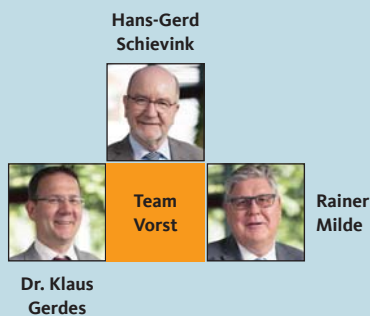 Hans-Gerd
Schievink
Team
Vorst
Rainer
Milde
Dr. Klaus
Gerdes